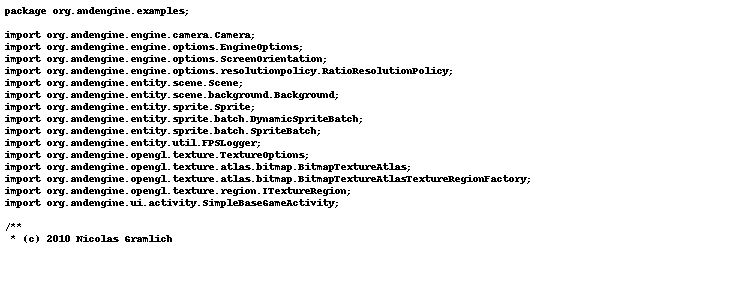 package org.andengine.examples;

import org.andengine.engine.camera.Camera;
import org.andengine.engine.options.EngineOptions;
import org.andengine.engine.options.ScreenOrientation;
import org.andengine.engine.options.resolutionpolicy.RatioResolutionPolicy;
import org.andengine.entity.scene.Scene;
import org.andengine.entity.scene.background.Background;
import org.andengine.entity.sprite.Sprite;
import org.andengine.entity.sprite.batch.DynamicSpriteBatch;
import org.andengine.entity.sprite.batch.SpriteBatch;
import org.andengine.entity.util.FPSLogger;
import org.andengine.opengl.texture.TextureOptions;
import org.andengine.opengl.texture.atlas.bitmap.BitmapTextureAtlas;
import org.andengine.opengl.texture.atlas.bitmap.BitmapTextureAtlasTextureRegionFactory;
import org.andengine.opengl.texture.region.ITextureRegion;
import org.andengine.ui.activity.SimpleBaseGameActivity;

/**
 * (c) 2010 Nicolas Gramlich